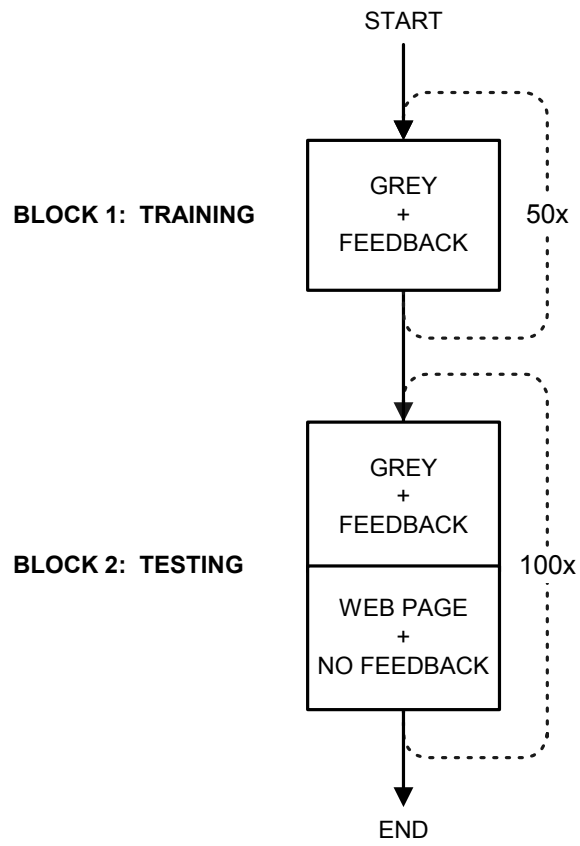 START
BLOCK 1: TRAINING
GREY
+
FEEDBACK
50x
BLOCK 2: TESTING
GREY
+
FEEDBACK
WEB PAGE
+
NO FEEDBACK
100x
END